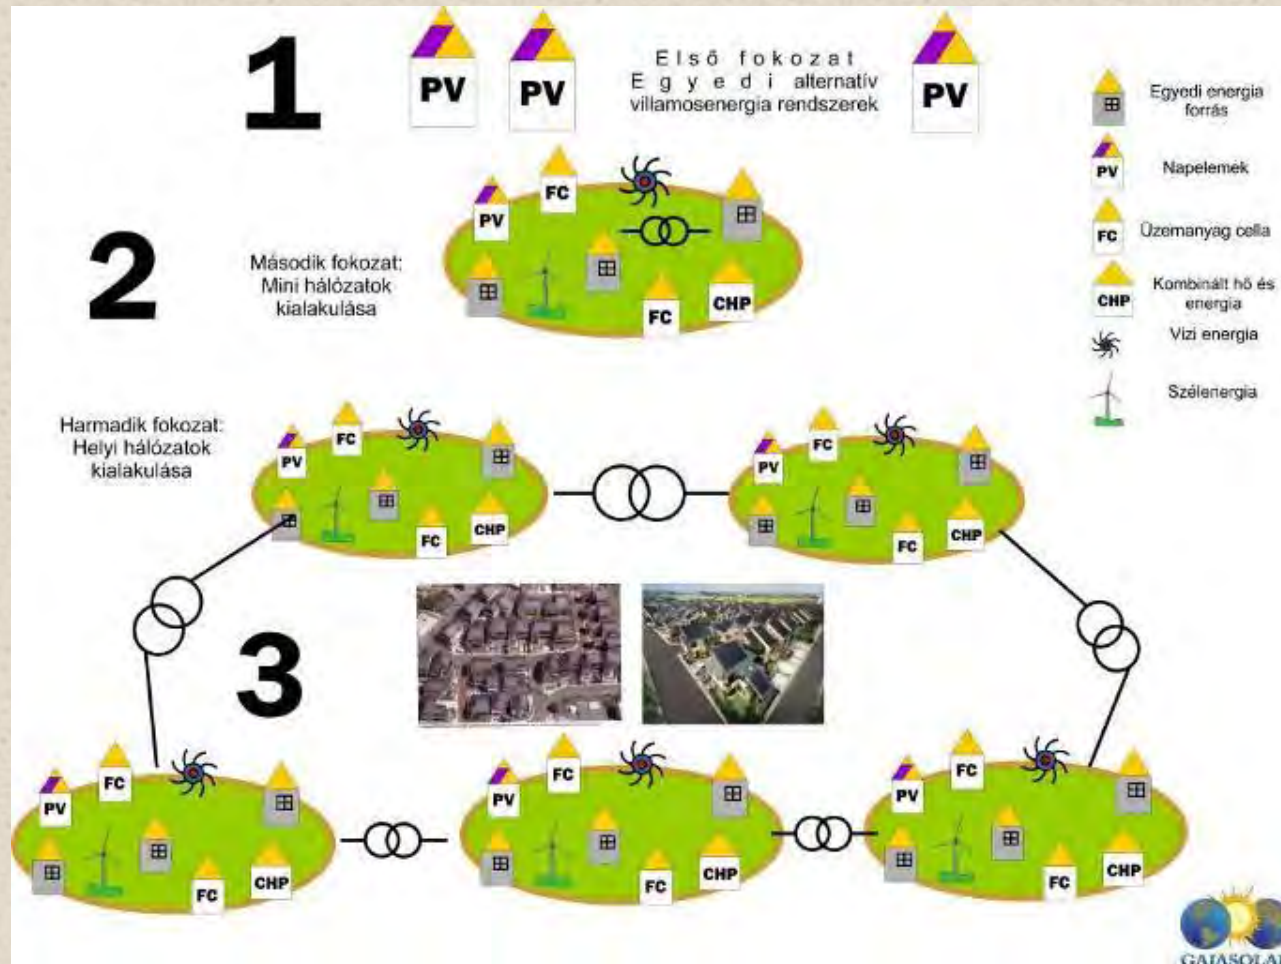 1
PV
PV
Első fokozat
Egyedi alternatív
villamosenergia rendszerek
PV
Egyedi energia
forrás
PV
Napelemek
FC
Üzemanyag cella
CHP
Kombinált hő és
energia
Vizi energia
Szélenergia
2
Második fokozat:
Mini hálózatok
kialakulása
PV
FC
FC
CHP
Harmadik fokozat:
Helyi hálózatok
kialakulása
PV
FC
FC
CHP
PV
FC
FC
CHP
3
PV
FC
FC
CHP
PV
FC
FC
CHP
PV
FC
FC
CHP
GAIASOLAR